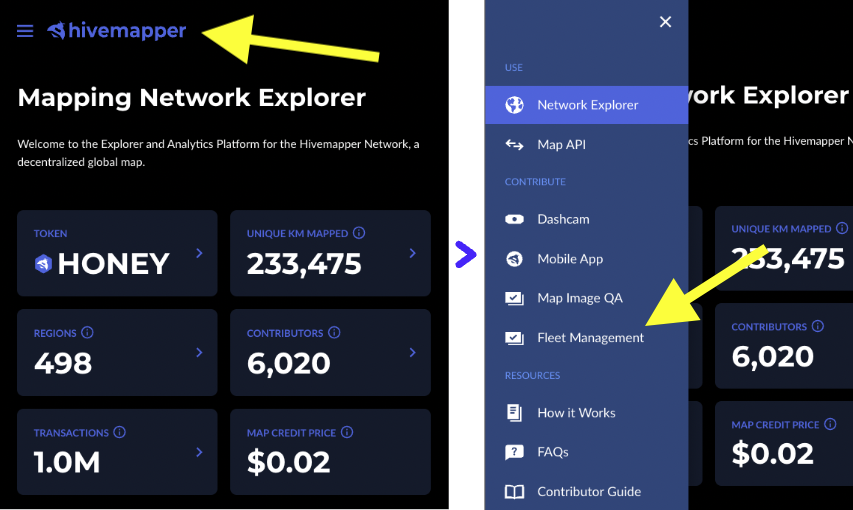 hivemapper
Mapping Network Explorer
Welcome to the Explorer and Analytics Platform for the Hivemapper Network, a
decentralized global map.
TOKEN
HONEY
UNIQUE KM MAPPED
233,475
REGIONS
498
CONTRIBUTORS
6,020
TRANSACTIONS
1.0M
MAP CREDIT PRICE
$0.02
USE
Network Explorer
Map API
CONTRIBUTE
Dashcam
Mobile App
Map Image QA
Fleet Management
RESOURCES
How it Works
FAQs
Contributor Guide
ork Explorer
cs Platform for the Hivemapper N
UNIQUE KM MAPPED
233,475
CONTRIBUTORS
6,020
MAP CREDIT PRICE
$0.02